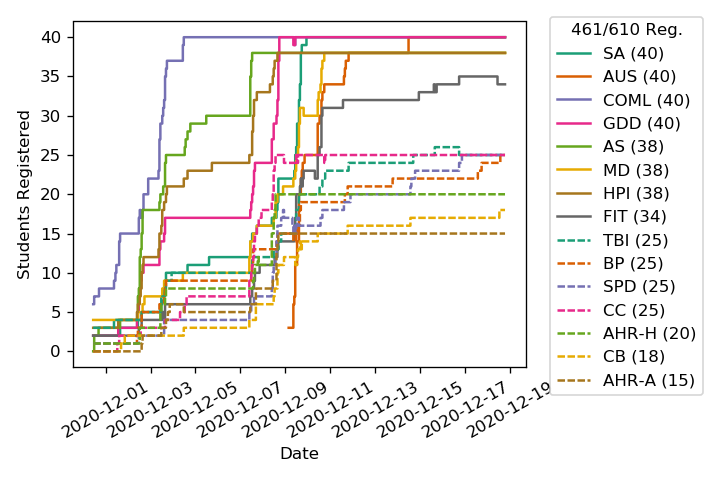 461/610 Reg.
SA (40)
AUS (40)
COML (40)
GDD (40)
AS (38)
MD (38)
HPI (38)
FIT (34)
TBI (25)
BP (25)
SPD (25)
CC (25)
AHR-H (20)
CB (18)
AHR-A (15)
Students Registered
40
35
30
25
20
15
10
5
0
2020-12-01
2020-12-03
2020-12-05
2020-12-07
2020-12-09
2020-12-11
2020-12-13
2020-12-15
2020-12-17
2020-12-19
Date